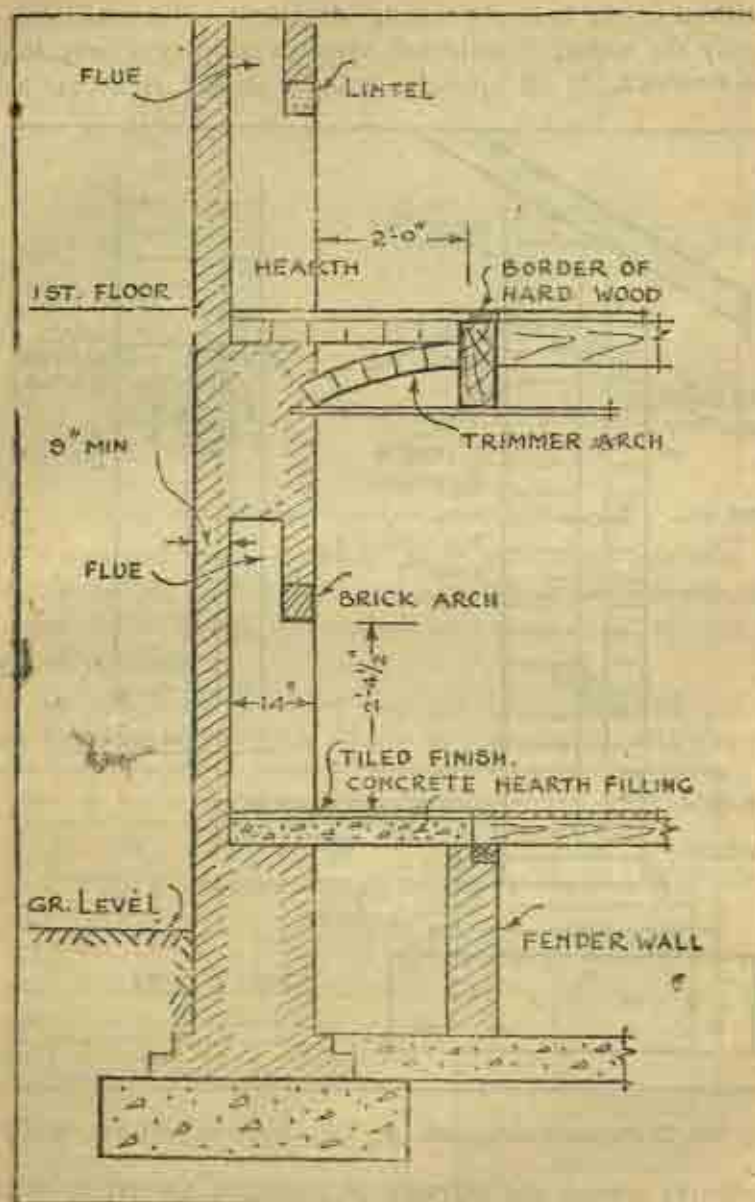 FLUE
LINTEL
2'-0"
HEARTH
BORDER OF
HARD WOOD
1ST. FLOOR
TRIMMER ARCH
9" MIN
FLUE
BRICK ARCH
14"
TILED FINISH.
CONCRETE HEARTH FILLING
GR. LEVEL
FENDER WALL